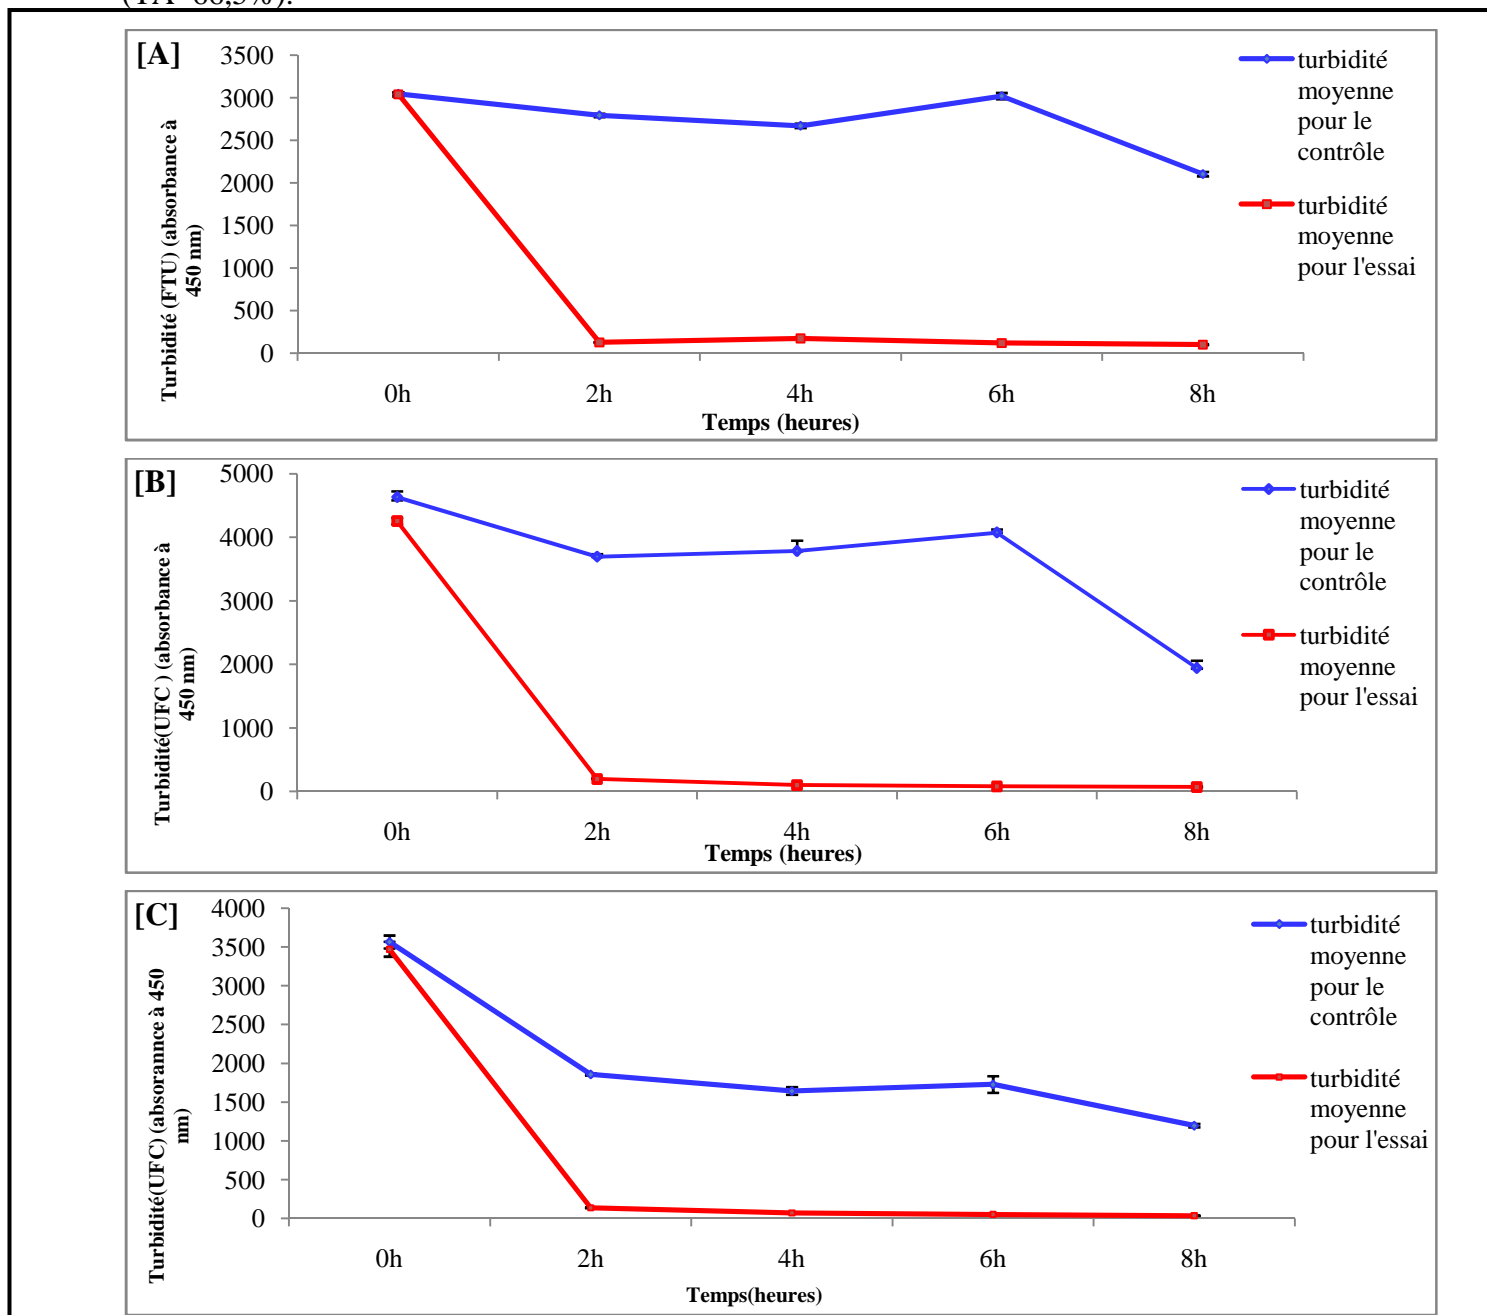 [A]
3500
3000
2500
2000
1500
1000
500
0
Turbidité (FTU) (absorbance à
450 nm)
0h 2h 4h 6h 8h
Temps (heures)
turbidité
moyenne
pour le
contrôle
turbidité
moyenne
pour l'essai
[B]
5000
4000
3000
2000
1000
0
Turbidité(UFC ) (absorbance à
450 nm)
0h 2h 4h 6h 8h
Temps (heures)
turbidité
moyenne
pour le
contrôle
turbidité
moyenne
pour l'essai
[C]
4000
3500
3000
2500
2000
1500
1000
500
0
Turbidité(UFC) (absorannce à 450
nm)
0h 2h 4h 6h 8h
Temps(heures)
turbidité
moyenne
pour le
contrôle
turbidité
moyenne
pour l'essai